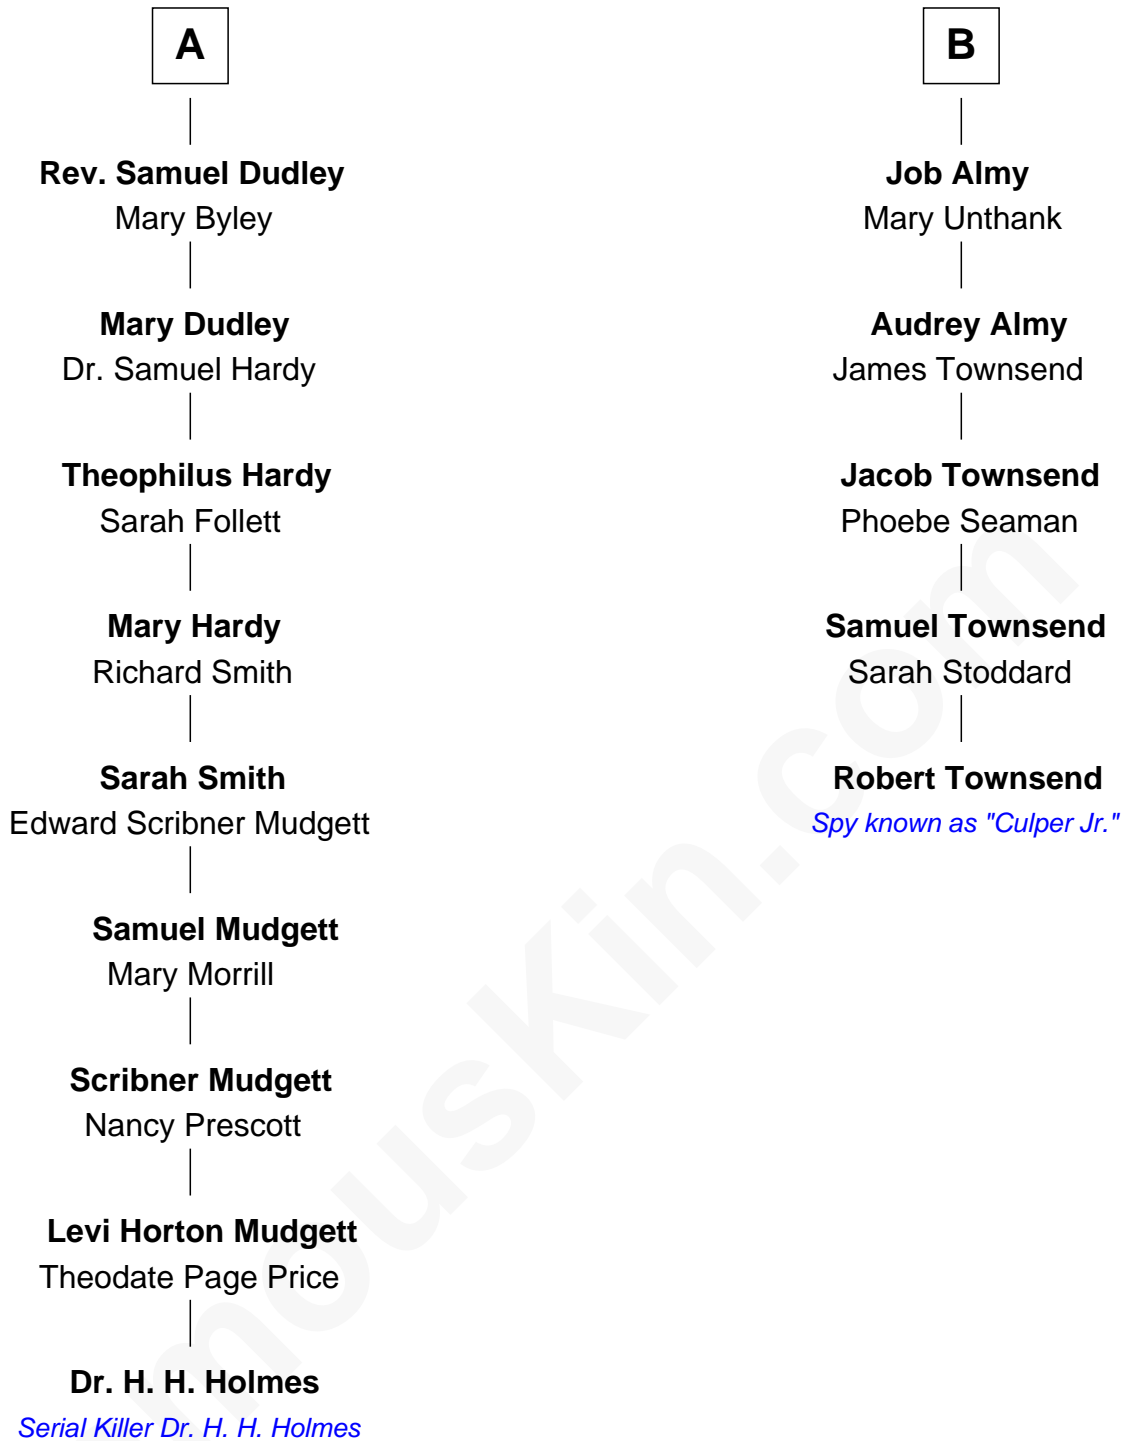 A
Rev. Samuel Dudley
Mary Byley
Mary Dudley
Dr. Samuel Hardy
Theophilus Hardy
Sarah Follett
Mary Hardy
Richard Smith
Sarah Smith
Edward Scribner Mudgett
Samuel Mudgett
Mary Morrill
Scribner Mudgett
Nancy Prescott
Levi Horton Mudgett
Theodate Page Price
Dr. H. H. Holmes
Serial Killer Dr. H. H. Holmes
B
Job Almy
Mary Unthank
Audrey Almy
James Townsend
Jacob Townsend
Phoebe Seaman
Samuel Townsend
Sarah Stoddard
Robert Townsend
Spy known as "Culper Jr."
mousKin.com